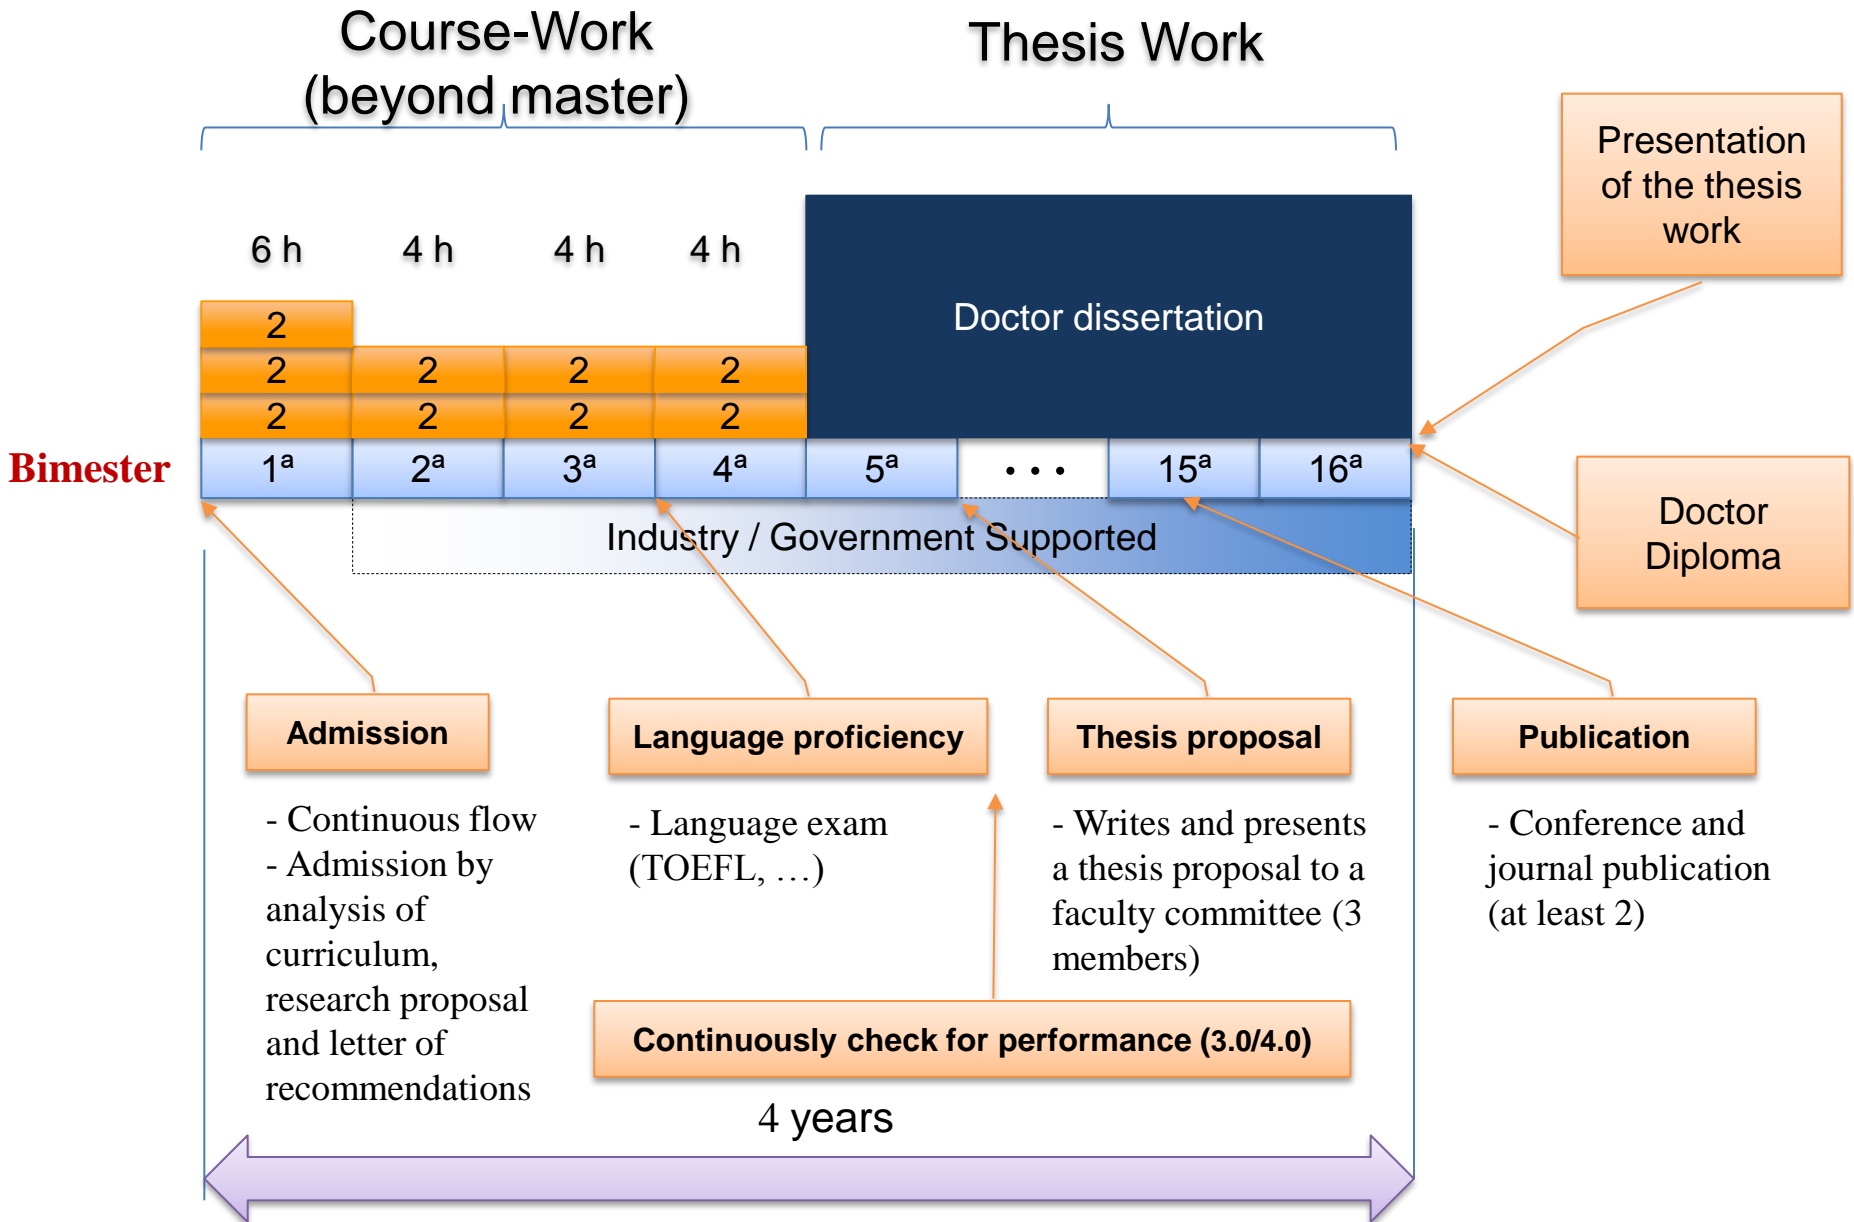 Course-Work
(beyond master)
Thesis Work
Presentation
of the thesis
work
6 h
4 h
4 h
4 h
Doctor dissertation
2
2
2
2
2
2
2
2
2
Bimester
1ª
2ª
3ª
4ª
5ª
...
15ª
16ª
Industry / Government Supported
Doctor
Diploma
Admission
Language proficiency
Thesis proposal
Publication
- Continuous flow
- Admission by
analysis of
curriculum,
research proposal
and letter of
recommendations
- Language exam
(TOEFL, …)
- Writes and presents
a thesis proposal to a
faculty committee (3
members)
- Conference and
journal publication
(at least 2)
Continuously check for performance (3.0/4.0)
4 years